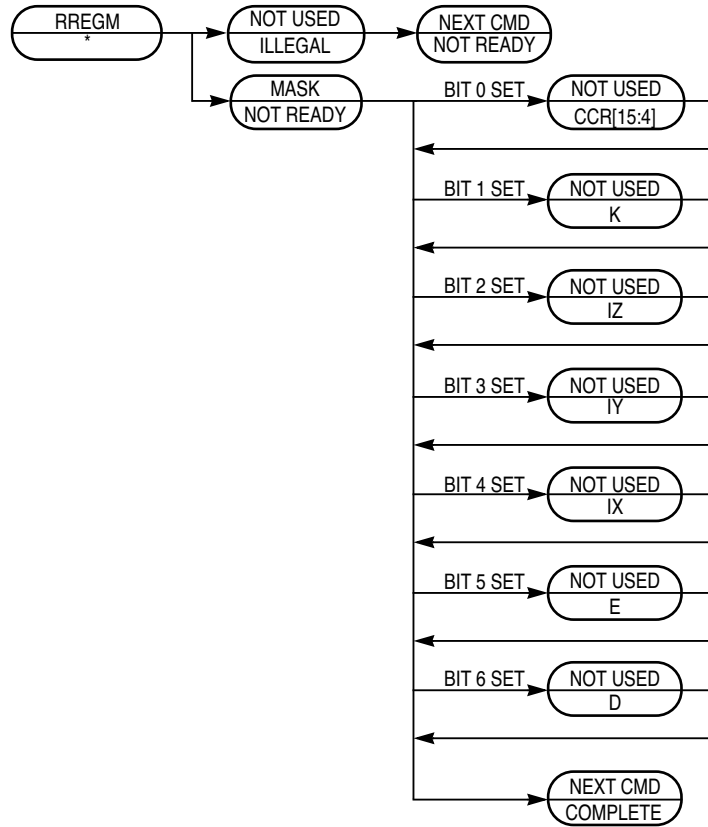 RREGM
*
NOT USED
ILLEGAL
NEXT CMD
NOT READY
MASK
NOT READY
BIT 0 SET
NOT USED
CCR[15:4]
BIT 1 SET
NOT USED
K
BIT 2 SET
NOT USED
IZ
BIT 3 SET
NOT USED
IY
BIT 4 SET
NOT USED
IX
BIT 5 SET
NOT USED
E
BIT 6 SET
NOT USED
D
NEXT CMD
COMPLETE